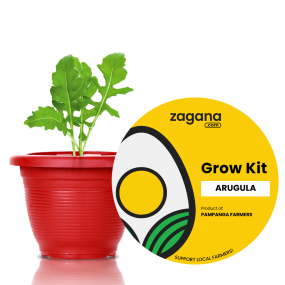 zagana
.com
Grow Kit
ARUGULA
Product of:
PAMPANGA FARMERS
SUPPORT LOCAL FARMERS!